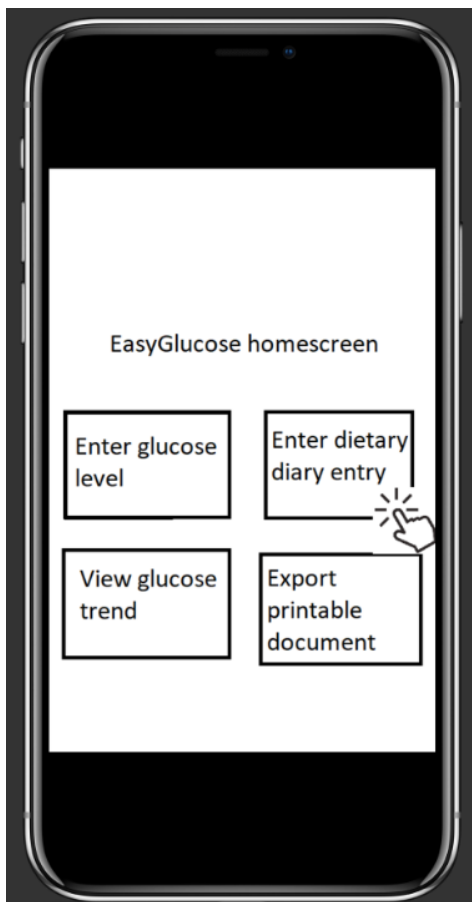 EasyGlucose homescreen
Enter glucose
level
Enter dietary
diary entry
View glucose
trend
Export
printable
document